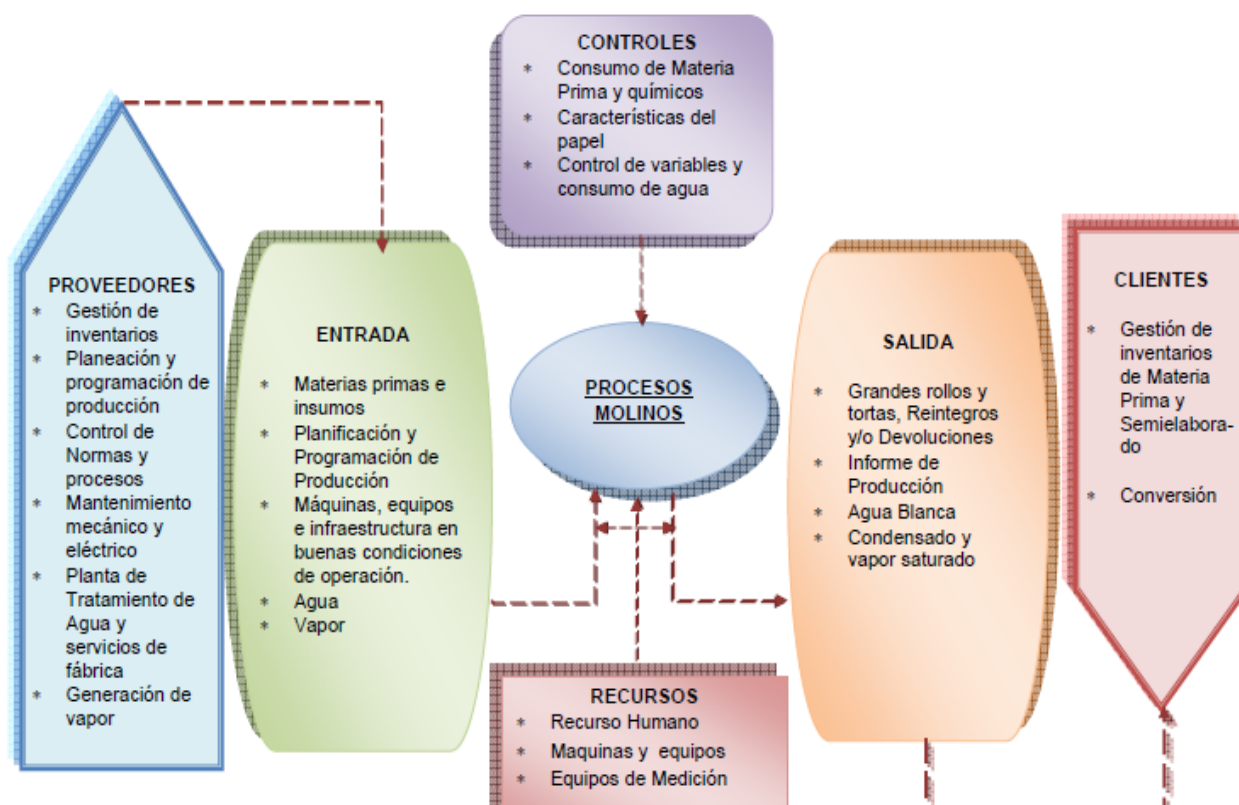 CONTROLES
* Consumo de Materia
Prima y químicos
* Características del
papel
* Control de variables y
consumo de agua
PROVEEDORES
* Gestión de
inventarios
* Planeación y
programación de
producción
* Control de
Normas y
procesos
* Mantenimiento
mecánico y
eléctrico
* Planta de
Tratamiento de
Agua y
servicios de
fábrica
* Generación de
vapor
ENTRADA
* Materias primas e
insumos
* Planificación y
Programación de
Producción
* Máquinas, equipos
e infraestructura en
buenas condiciones
de operación.
* Agua
* Vapor
PROCESOS
MOLINOS
RECURSOS
* Recurso Humano
* Maquinas y equipos
* Equipos de Medición
SALIDA
* Grandes rollos y
tortas, Reintegros
y/o Devoluciones
* Informe de
Producción
* Agua Blanca
* Condensado y
vapor saturado
CLIENTES
* Gestión de
inventarios
de Materia
Prima y
Semielabora-
do
* Conversión